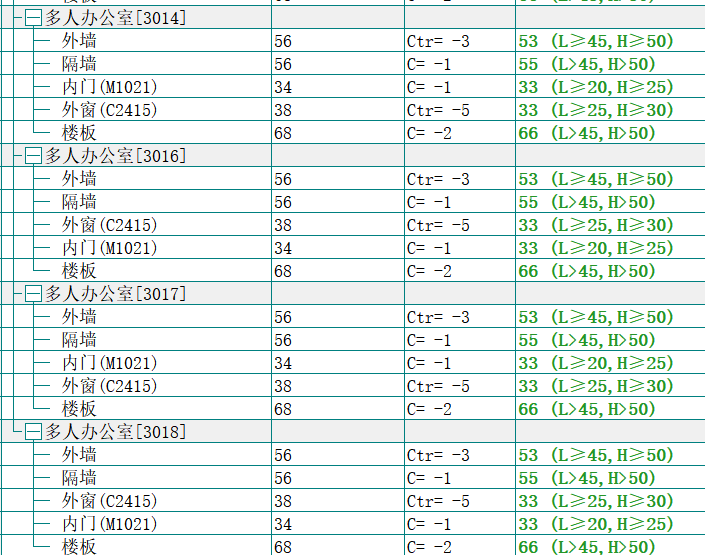 多人办公室[3014]
外墙 56 Ctr= -3 53 (L≥45,H≥50)
隔墙 56 C= -1 55 (L>45,H>50)
内门(M1021) 34 C= -1 33 (L≥20,H≥25)
外窗(C2415) 38 Ctr= -5 33 (L≥25,H≥30)
楼板 68 C= -2 66 (L>45,H>50)
多人办公室[3016]
外墙 56 Ctr= -3 53 (L≥45,H≥50)
隔墙 56 C= -1 55 (L>45,H>50)
外窗(C2415) 38 Ctr= -5 33 (L≥25,H≥30)
内门(M1021) 34 C= -1 33 (L≥20,H≥25)
楼板 68 C= -2 66 (L>45,H>50)
多人办公室[3017]
外墙 56 Ctr= -3 53 (L≥45,H≥50)
隔墙 56 C= -1 55 (L>45,H>50)
内门(M1021) 34 C= -1 33 (L≥20,H≥25)
外窗(C2415) 38 Ctr= -5 33 (L≥25,H≥30)
楼板 68 C= -2 66 (L>45,H>50)
多人办公室[3018]
外墙 56 Ctr= -3 53 (L≥45,H≥50)
隔墙 56 C= -1 55 (L>45,H>50)
外窗(C2415) 38 Ctr= -5 33 (L≥25,H≥30)
内门(M1021) 34 C= -1 33 (L≥20,H≥25)
楼板 68 C= -2 66 (L>45,H>50)